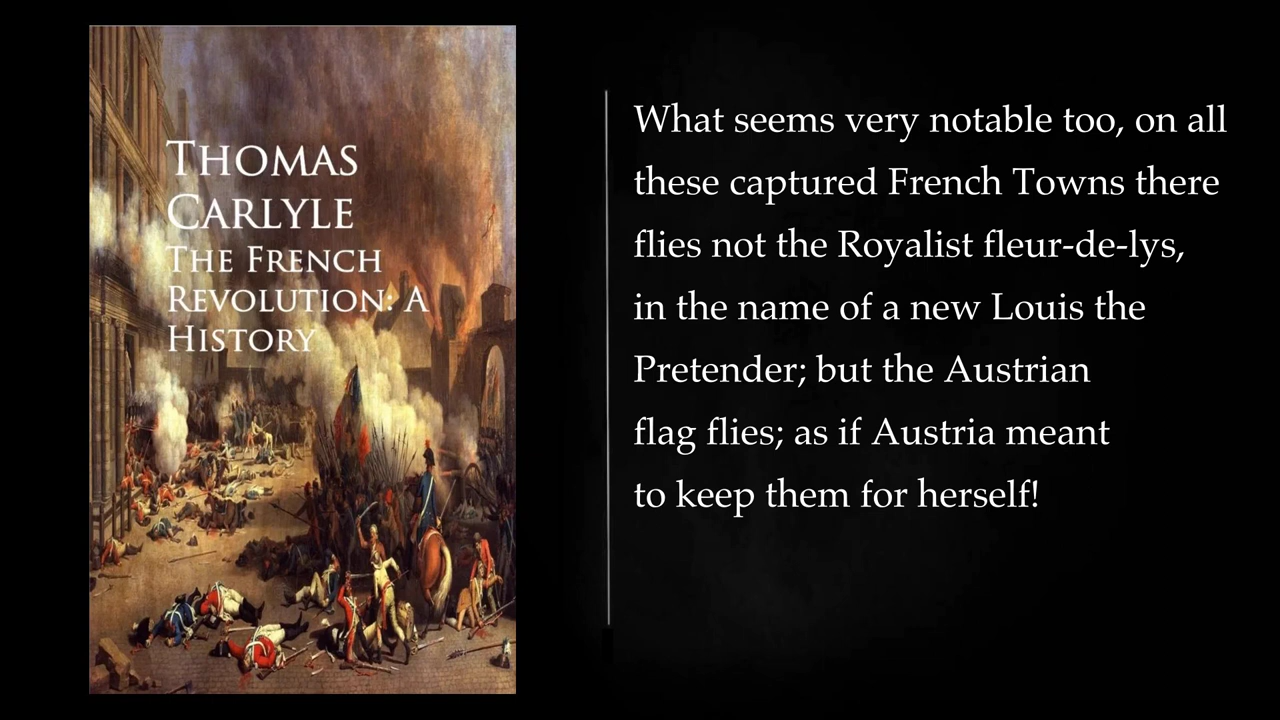 THOMAS
CARLYLE
THE FRENCH
REVOLUTION: A
HISTORY
What seems very notable too, on all
these captured French Towns there
flies not the Royalist fleur-de-lys,
in the name of a new Louis the
Pretender; but the Austrian
flag flies; as if Austria meant
to keep them for herself!